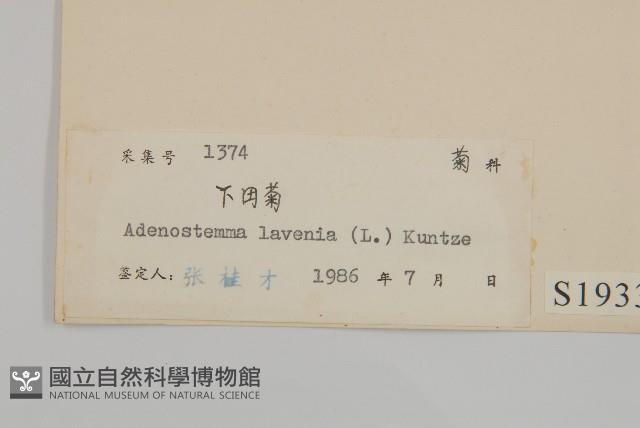 采集号 1374 菊 科
下田菊
Adenostemma lavenia (L.) Kuntze
鉴定人: 张桂才 1986 年 7 月 日
S1933
國立自然科學博物館
NATIONAL MUSEUM OF NATURAL SCIENCE